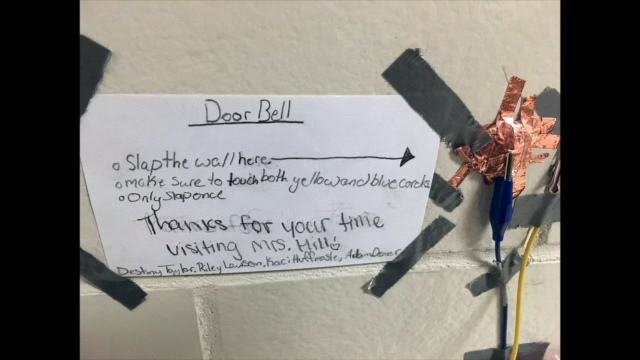 Door Bell
Slap the wall here
make sure to touch both yellow and blue cords
Only slap once
Thanks for your time
visiting Mrs. Hill
Destiny Taylor, Riley Lawson, Kaci Huffmaster, Adam